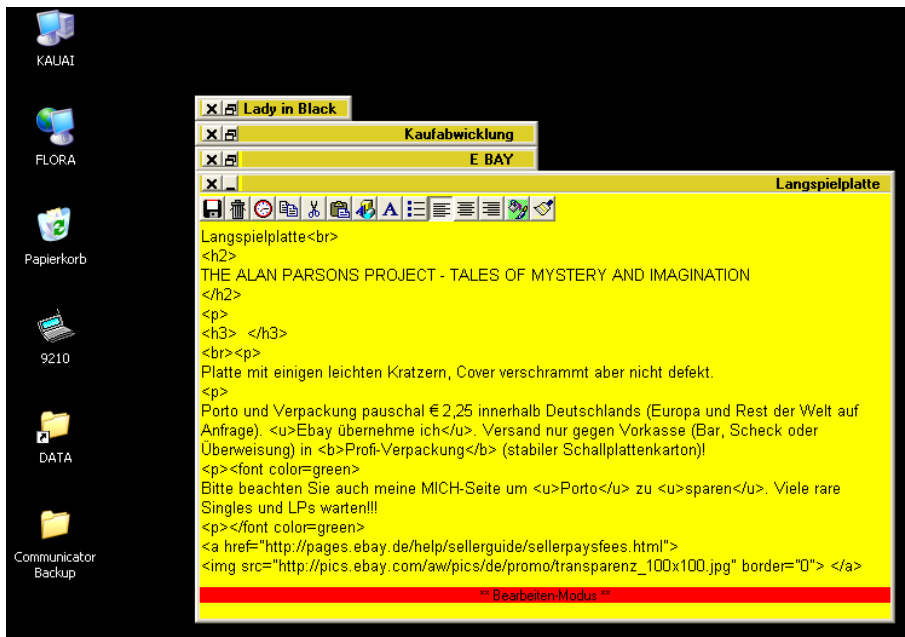 KAUAI
FLORA
Papierkorb
9210
DATA
Communicator
Backup
Lady in Black
Kaufabwicklung
E BAY
Langspielplatte
Langspielplatte<br>
<h2>
THE ALAN PARSONS PROJECT - TALES OF MYSTERY AND IMAGINATION
</h2>
<p>
<h3>  </h3>
<br><p>
Platte mit einigen leichten Kratzern, Cover verschrammt aber nicht defekt.
<p>
Porto und Verpackung pauschal € 2,25 innerhalb Deutschlands (Europa und Rest der Welt auf
Anfrage). <u>Ebay übernehme ich</u>. Versand nur gegen Vorkasse (Bar, Scheck oder
Überweisung) in <b>Profi-Verpackung</b> (stabiler Schallplattenkarton)!
<p><font color=green>
Bitte beachten Sie auch meine MICH-Seite um <u>Porto</u> zu <u>sparen</u>. Viele rare
Singles und LPs warten!!!
<p></font color=green>
<a href="http://pages.ebay.de/help/sellerguide/sellerpaysfees.html">
<img src="http://pics.ebay.com/aw/pics/de/promo/transparenz_100x100.jpg" border="0"> </a>
** Bearbeiten-Modus **